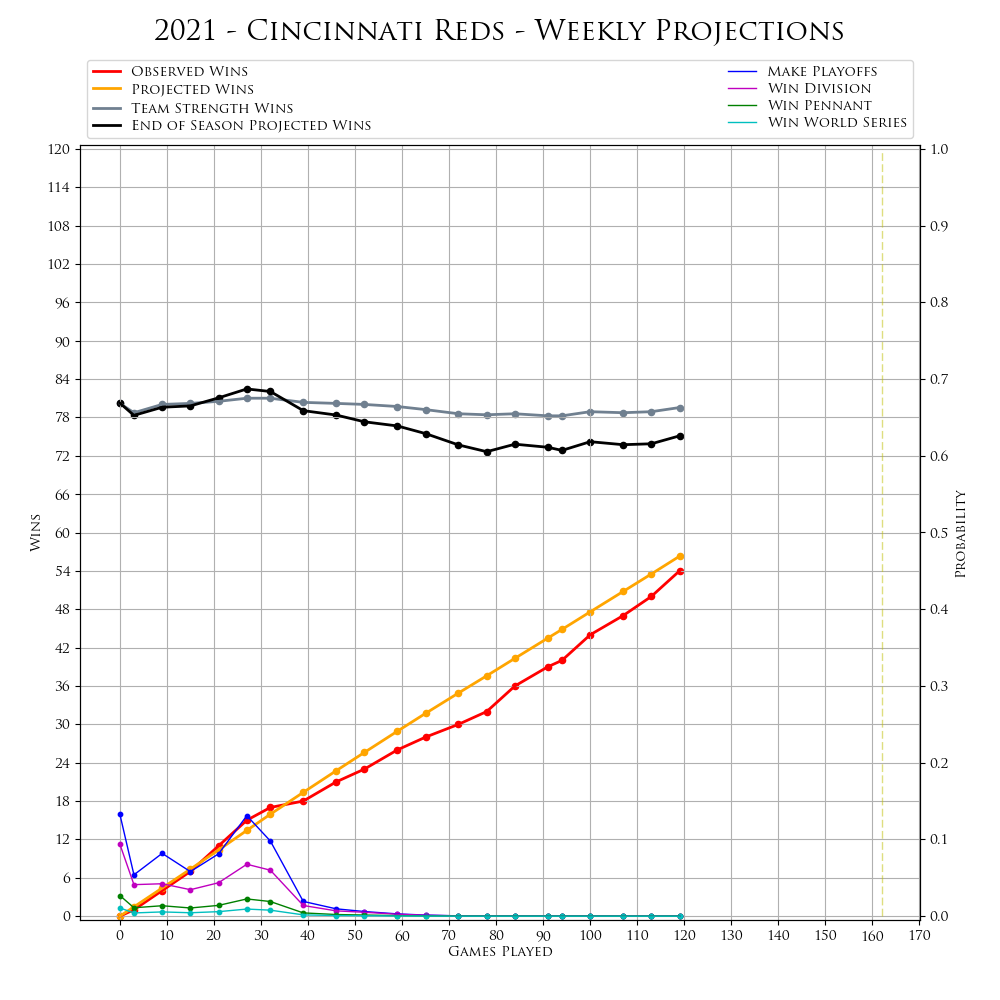 2021 - Cincinnati Reds - Weekly Projections
Observed Wins
Projected Wins
Team Strength Wins
End of Season Projected Wins
Make Playoffs
Win Division
Win Pennant
Win World Series
120
114
108
102
96
90
84
78
72
66
60
54
48
42
36
30
24
18
12
6
0
Wins
1.0
0.9
0.8
0.7
0.6
0.5
0.4
0.3
0.2
0.1
0.0
Probability
0 10 20 30 40 50 60 70 80 90 100 110 120 130 140 150 160 170
Games Played